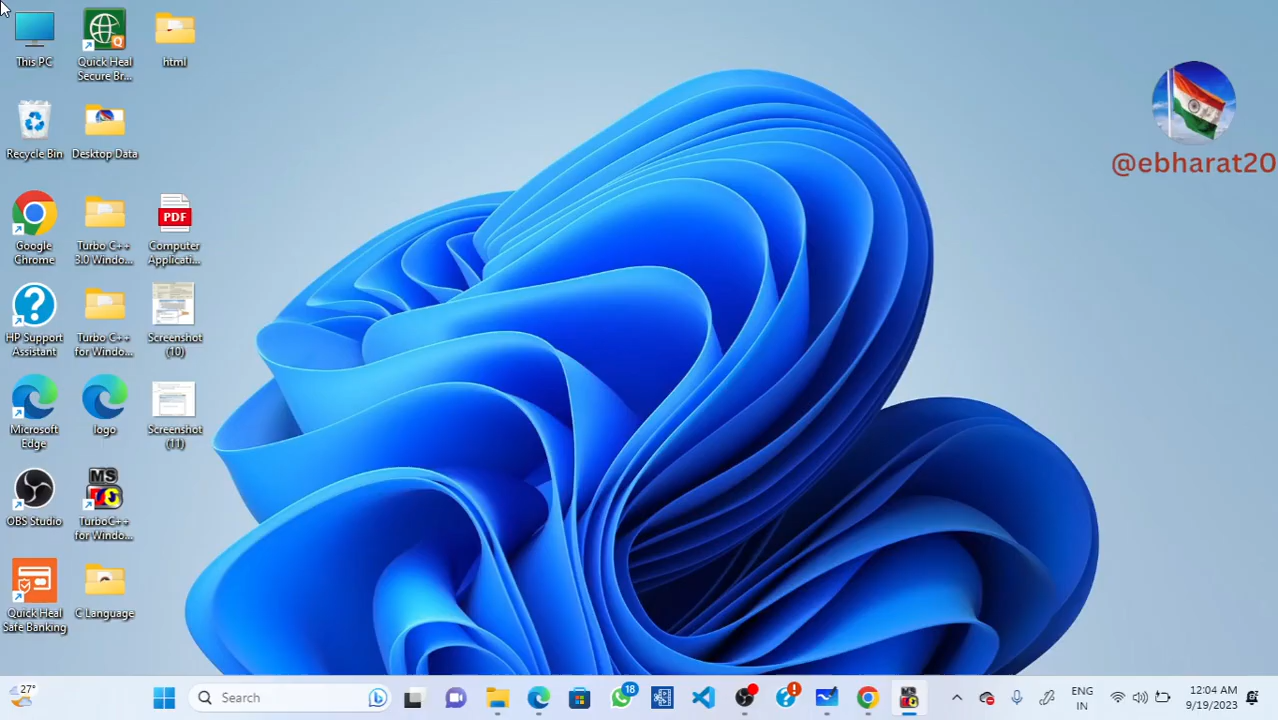 This PC
Quick Heal
Secure Br...
html
Recycle Bin
Desktop Data
@ebharat20
Google
Chrome
Turbo C++
3.0 Windo...
PDF
Computer
Applicati...
HP Support
Assistant
Turbo C++
for Windo...
Screenshot
(10)
Microsoft
Edge
logo
Screenshot
(11)
OBS Studio
MS
TurboC++
for Windo...
Quick Heal
Safe Banking
C Language
27°
Search
18
ENG
IN
12:04 AM
9/19/2023